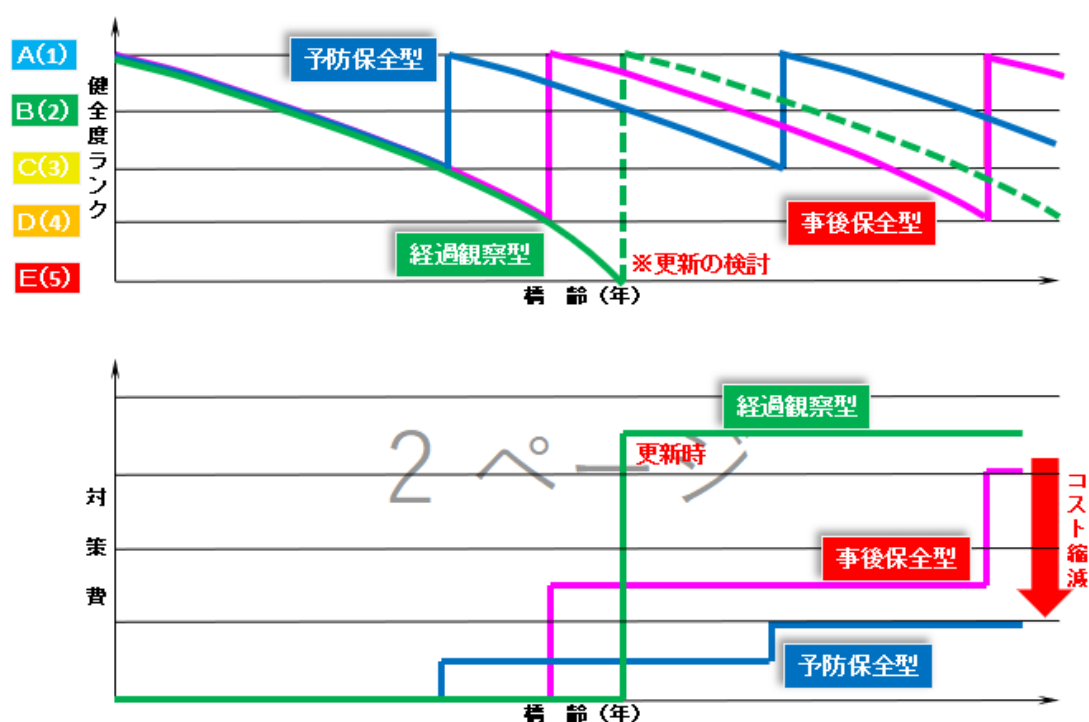 A(1)
予防保全型
B(2)
健全度ランク
C(3)
D(4)
事後保全型
経過観察型
※更新の検討
E(5)
橋 齢(年)
経過観察型
2 ページ
更新時
コスト縮減
対策費
事後保全型
予防保全型
橋 齢(年)